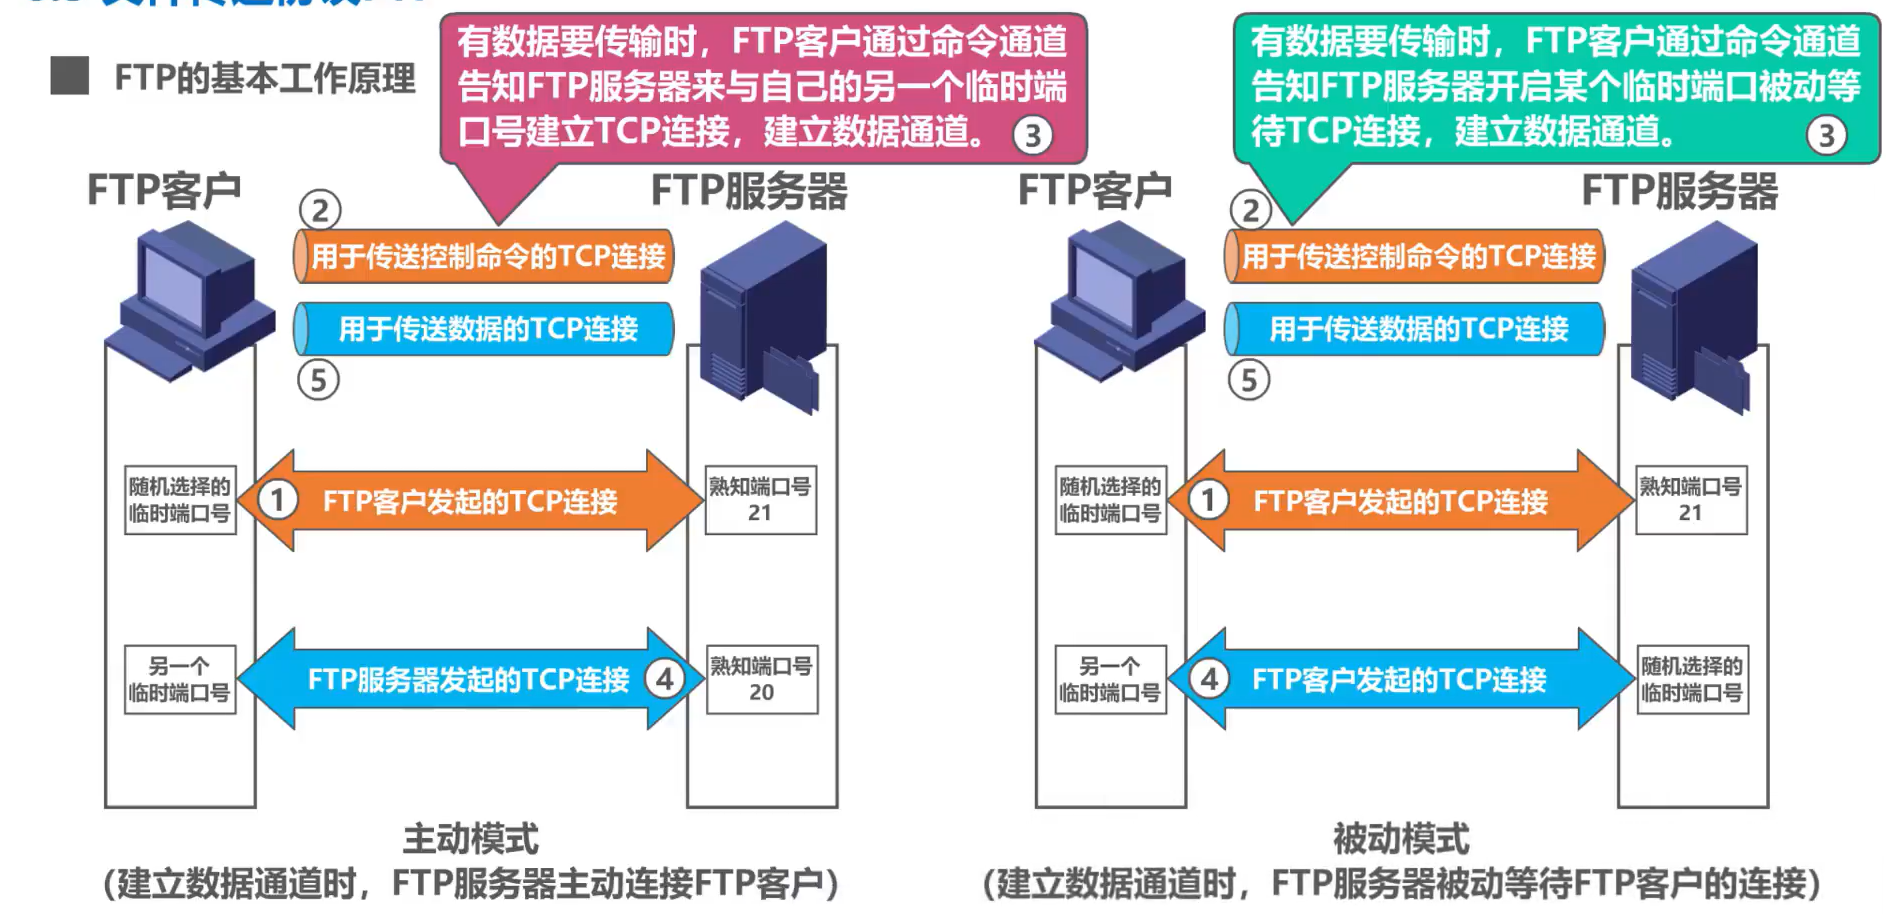 FTP的基本工作原理
有数据要传输时，FTP客户通过命令通道
告知FTP服务器来与自己的另一个临时端
口号建立TCP连接，建立数据通道。 ③
FTP客户
FTP服务器
②
用于传送控制命令的TCP连接
用于传送数据的TCP连接
⑤
随机选择的
临时端口号
① FTP客户发起的TCP连接
熟知端口号
21
另一个
临时端口号
FTP服务器发起的TCP连接 ④
熟知端口号
20
主动模式
(建立数据通道时，FTP服务器主动连接FTP客户)
有数据要传输时，FTP客户通过命令通道
告知FTP服务器开启某个临时端口被动等
待TCP连接，建立数据通道。 ③
FTP客户
FTP服务器
②
用于传送控制命令的TCP连接
用于传送数据的TCP连接
⑤
随机选择的
临时端口号
① FTP客户发起的TCP连接
熟知端口号
21
另一个
临时端口号
④ FTP客户发起的TCP连接
随机选择的
临时端口号
被动模式
(建立数据通道时，FTP服务器被动等待FTP客户的连接)